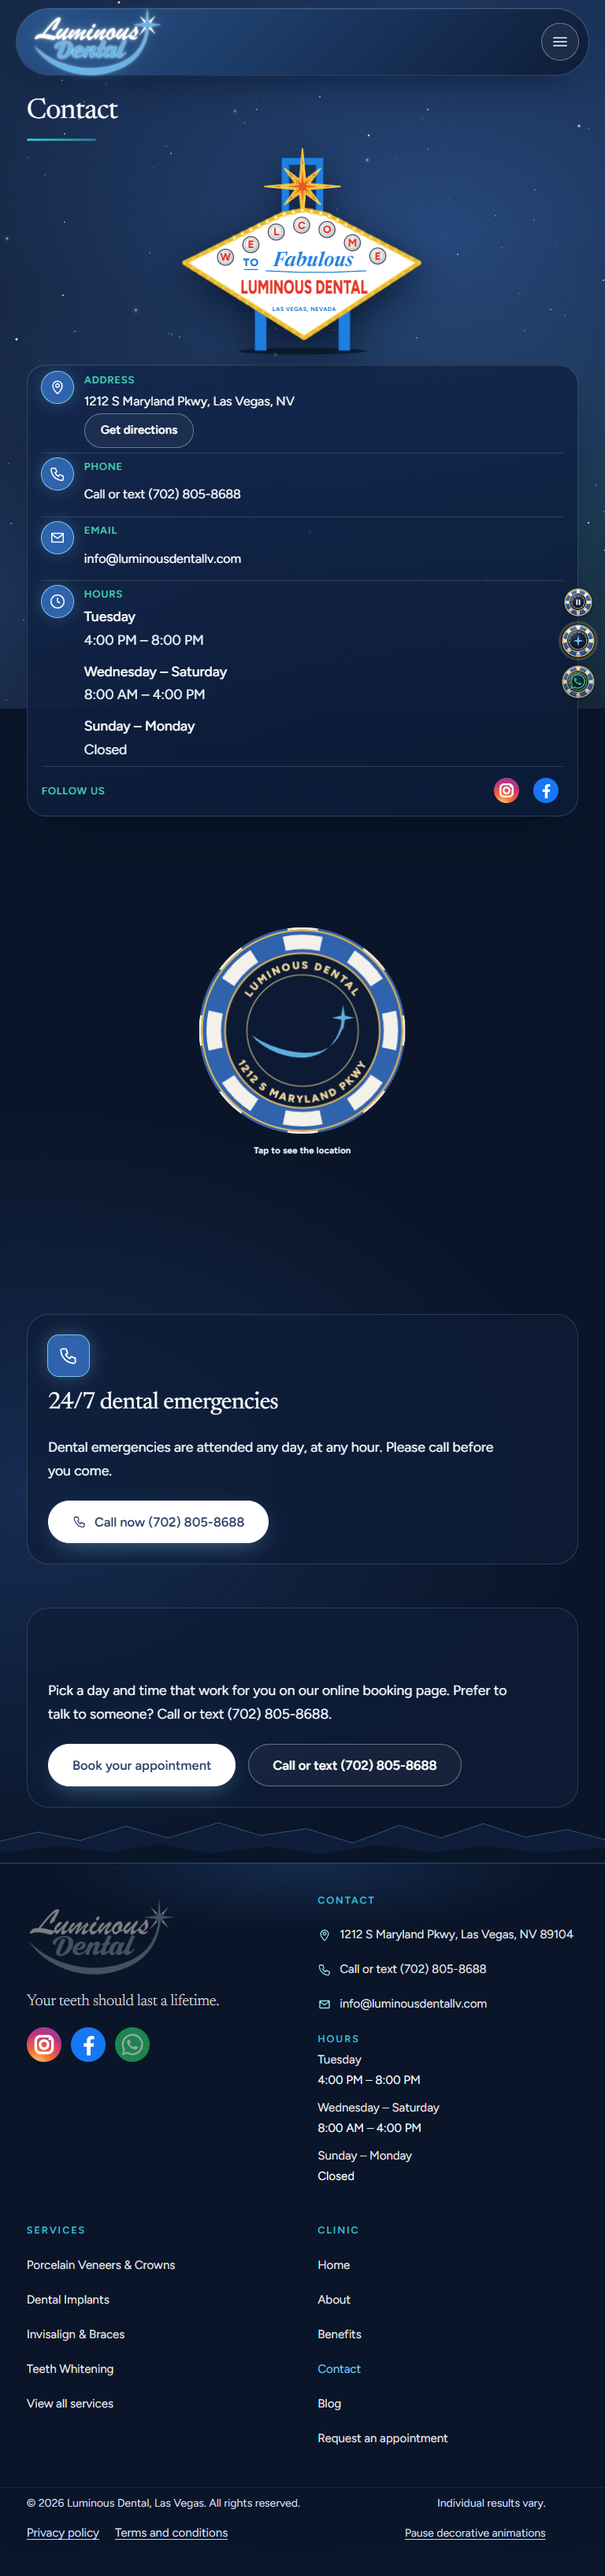 Luminous
Dental
Contact
WELCOME
TO Fabulous
LUMINOUS DENTAL
LAS VEGAS, NEVADA
ADDRESS
1212 S Maryland Pkwy, Las Vegas, NV
Get directions
PHONE
Call or text (702) 805-8688
EMAIL
info@luminousdentallv.com
HOURS
Tuesday
4:00 PM – 8:00 PM
Wednesday – Saturday
8:00 AM – 4:00 PM
Sunday – Monday
Closed
FOLLOW US
LUMINOUS DENTAL
1212 S MARYLAND PKWY
Tap to see the location
24/7 dental emergencies
Dental emergencies are attended any day, at any hour. Please call before
you come.
Call now (702) 805-8688
Pick a day and time that work for you on our online booking page. Prefer to
talk to someone? Call or text (702) 805-8688.
Book your appointment
Call or text (702) 805-8688
Luminous
Dental
Your teeth should last a lifetime.
CONTACT
1212 S Maryland Pkwy, Las Vegas, NV 89104
Call or text (702) 805-8688
info@luminousdentallv.com
HOURS
Tuesday
4:00 PM – 8:00 PM
Wednesday – Saturday
8:00 AM – 4:00 PM
Sunday – Monday
Closed
SERVICES
Porcelain Veneers & Crowns
Dental Implants
Invisalign & Braces
Teeth Whitening
View all services
CLINIC
Home
About
Benefits
Contact
Blog
Request an appointment
© 2026 Luminous Dental, Las Vegas. All rights reserved.
Individual results vary.
Privacy policy
Terms and conditions
Pause decorative animations